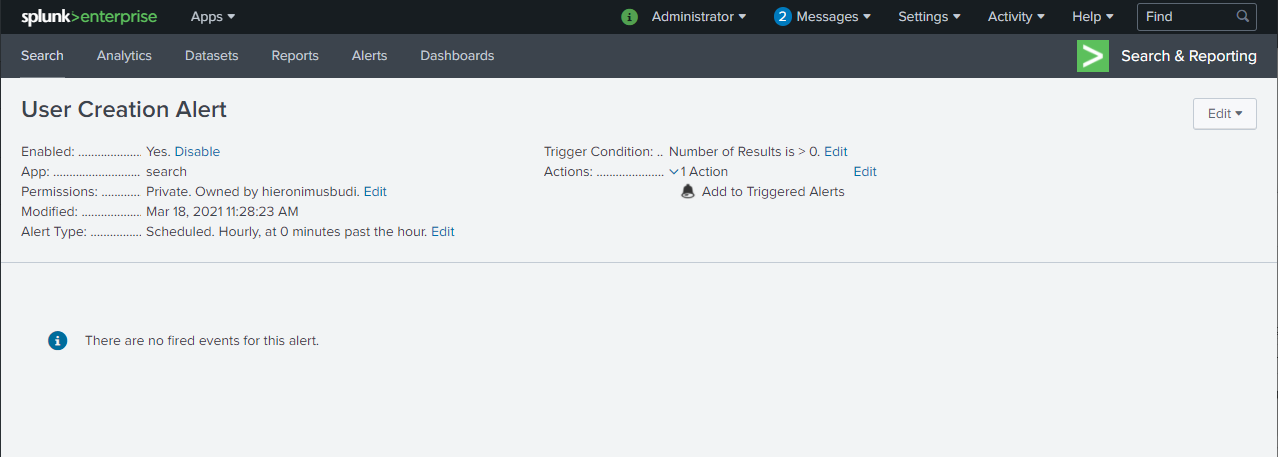 splunk>enterprise Apps i Administrator 2 Messages Settings Activity Help Find
Search Analytics Datasets Reports Alerts Dashboards > Search & Reporting
User Creation Alert
Edit
Enabled: .................... Yes. Disable
App: ............................ search
Permissions: ............ Private. Owned by hieronimusbudi. Edit
Modified: ................... Mar 18, 2021 11:28:23 AM
Alert Type: ................ Scheduled. Hourly, at 0 minutes past the hour. Edit
Trigger Condition: .. Number of Results is > 0. Edit
Actions: ...................... 1 Action Edit
Add to Triggered Alerts
i There are no fired events for this alert.